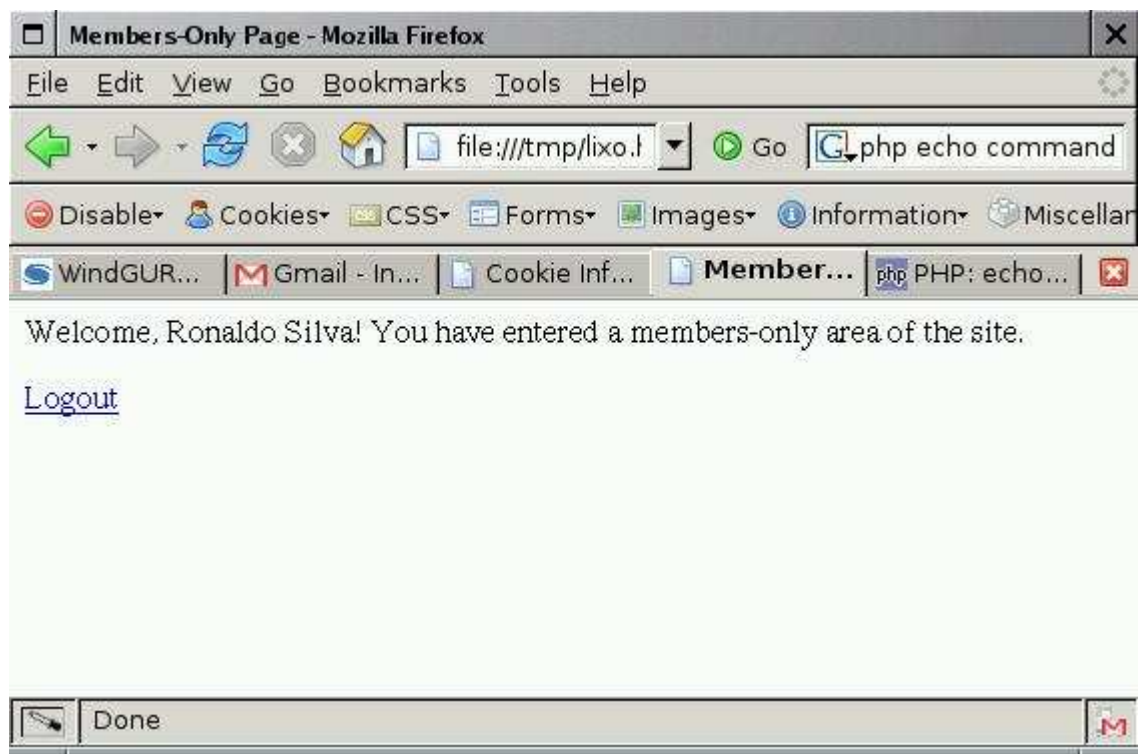 Members-Only Page - Mozilla Firefox
File Edit View Go Bookmarks Tools Help
file:///tmp/lixo.h Go G php echo command
Disable Cookies CSS Forms Images Information Miscellan
WindGUR... Gmail - In... Cookie Inf... Member... php PHP: echo...
Welcome, Ronaldo Silva! You have entered a members-only area of the site.
Logout
Done